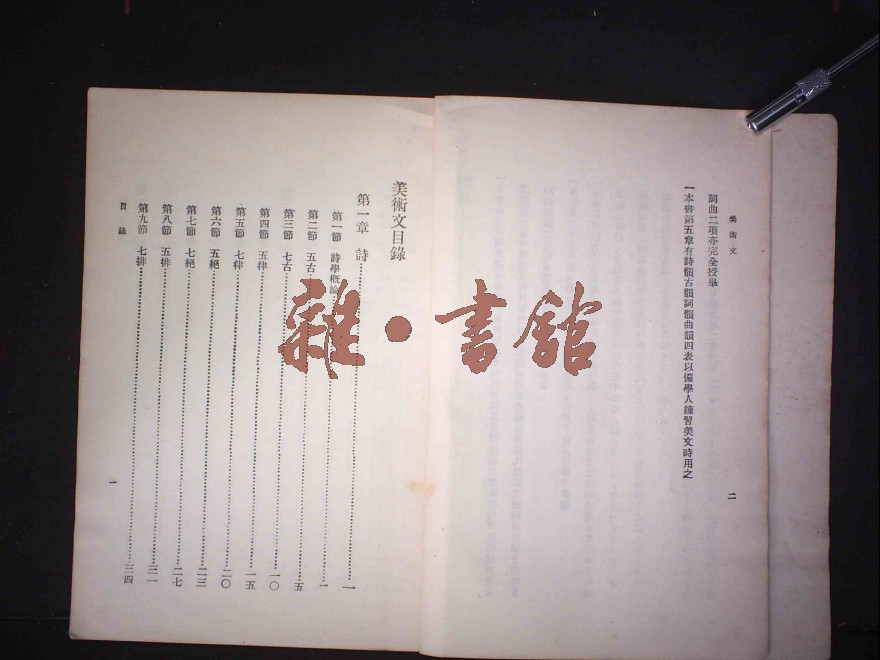 美術文
詞曲二項亦完全授畢
一本書第五章有詩韻古韻詞韻曲韻四表以備學人練習美文時用之
二
美術文目錄
第一章 詩……一
第一節 詩學概論……一
第二節 五古……五
第三節 七古……一〇
第四節 五律……一五
第五節 七律……二〇
第六節 五絕……二三
第七節 七絕……二七
第八節 五排……三一
第九節 七排……三四
目錄
一
雜·書館